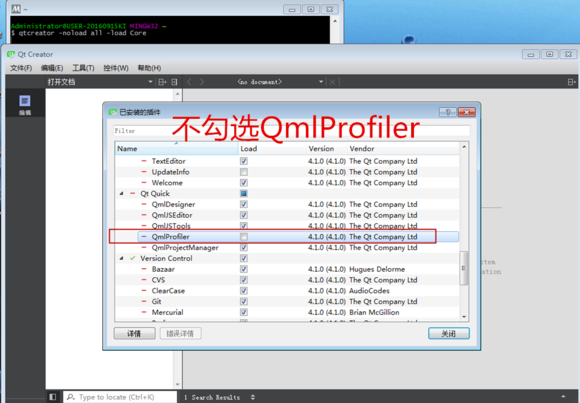 ~
Administrator@USER-20160915KI MINGW32 ~
$ qtcreator -noload all -load Core
Qt Creator
文件(F) 编辑(E) 工具(T) 控件(W) 帮助(H)
打开文档 <no document>
编辑
已安装的插件
不勾选QmlProfiler
Filter
Name Load Version Vendor
TextEditor 4.1.0 (4.1.0) The Qt Company Ltd
UpdateInfo 4.1.0 (4.1.0) The Qt Company Ltd
Welcome 4.1.0 (4.1.0) The Qt Company Ltd
Qt Quick
QmlDesigner 4.1.0 (4.1.0) The Qt Company Ltd
QmlJSEditor 4.1.0 (4.1.0) The Qt Company Ltd
QmlJSTools 4.1.0 (4.1.0) The Qt Company Ltd
QmlProfiler 4.1.0 (4.1.0) The Qt Company Ltd
QmlProjectManager 4.1.0 (4.1.0) The Qt Company Ltd
Version Control
Bazaar 4.1.0 (4.1.0) Hugues Delorme
CVS 4.1.0 (4.1.0) The Qt Company Ltd
ClearCase 4.1.0 (4.1.0) AudioCodes
Git 4.1.0 (4.1.0) The Qt Company Ltd
Mercurial 4.1.0 (4.1.0) Brian McGillion
详情 错误详情 关闭
Type to locate (Ctrl+K) 1 Search Results